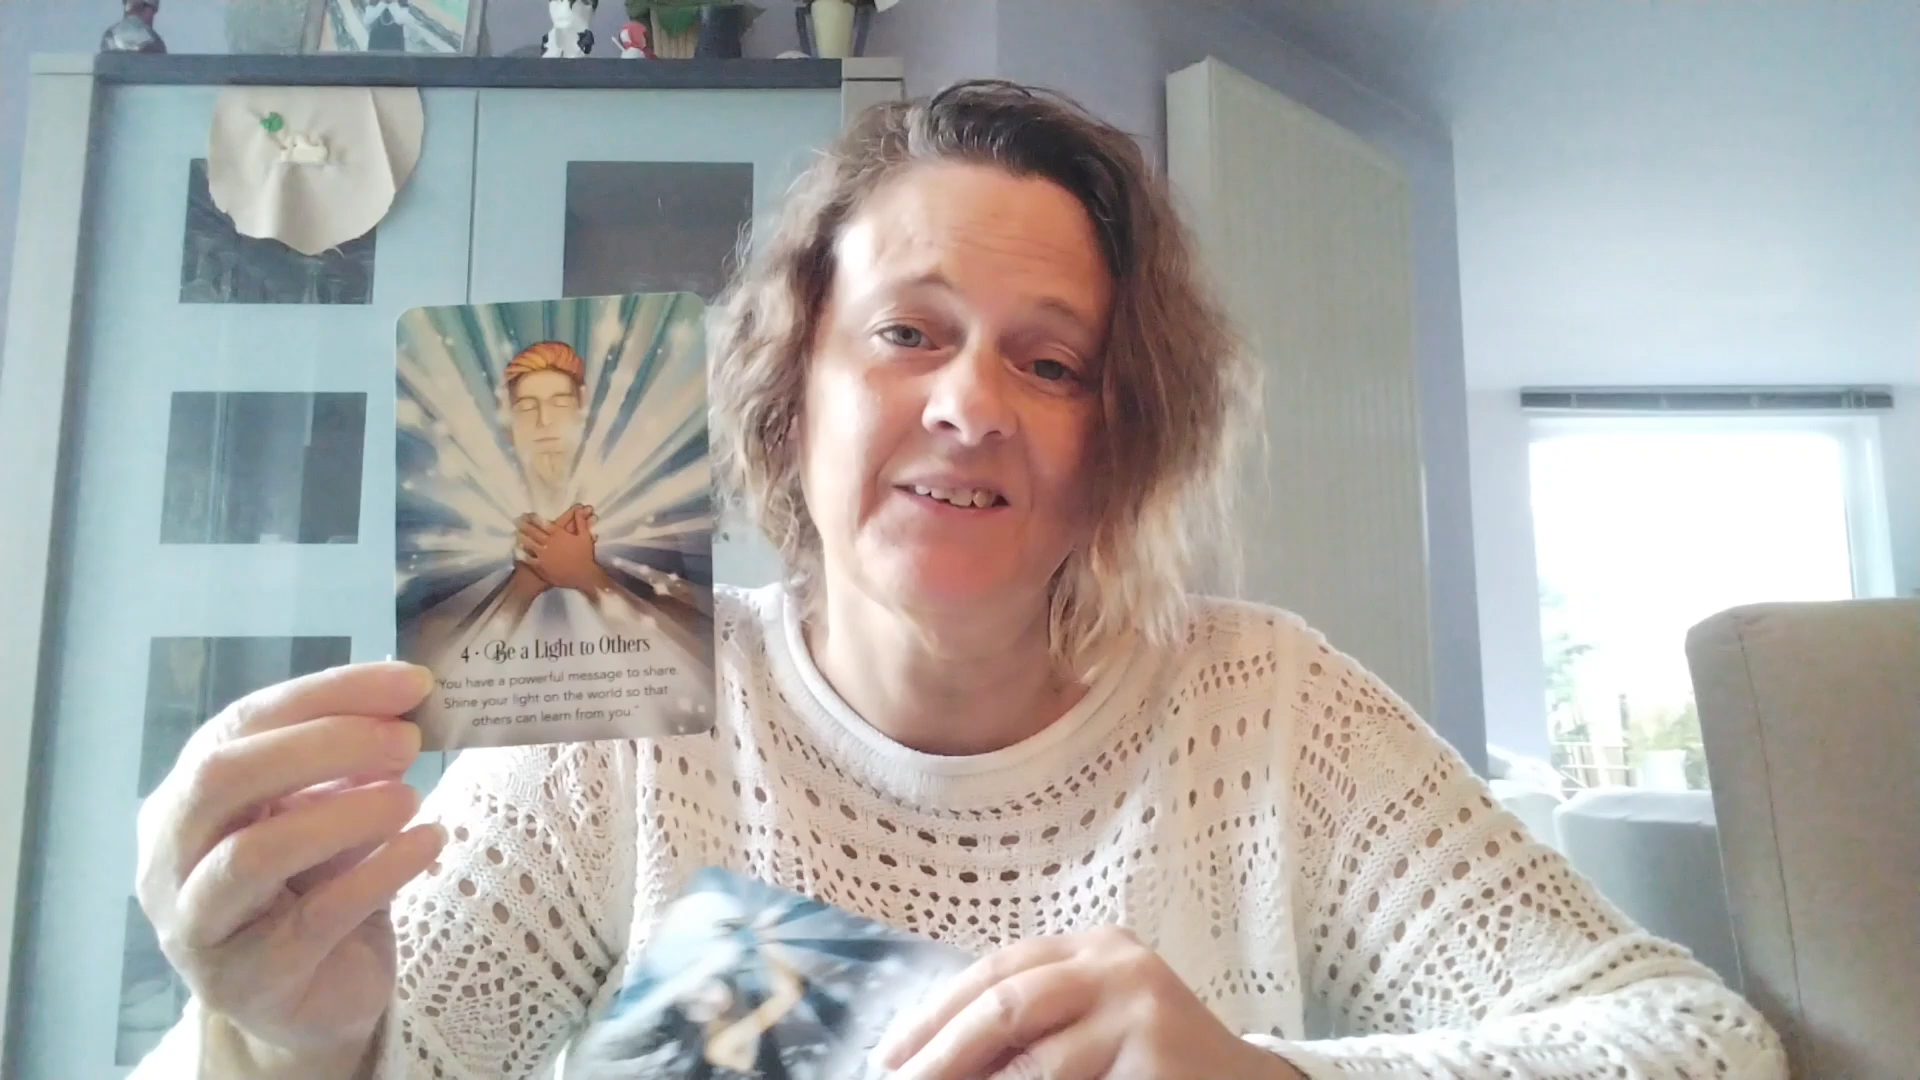 4 · Be a Light to Others
"You have a powerful message to share.
Shine your light on the world so that
others can learn from you."